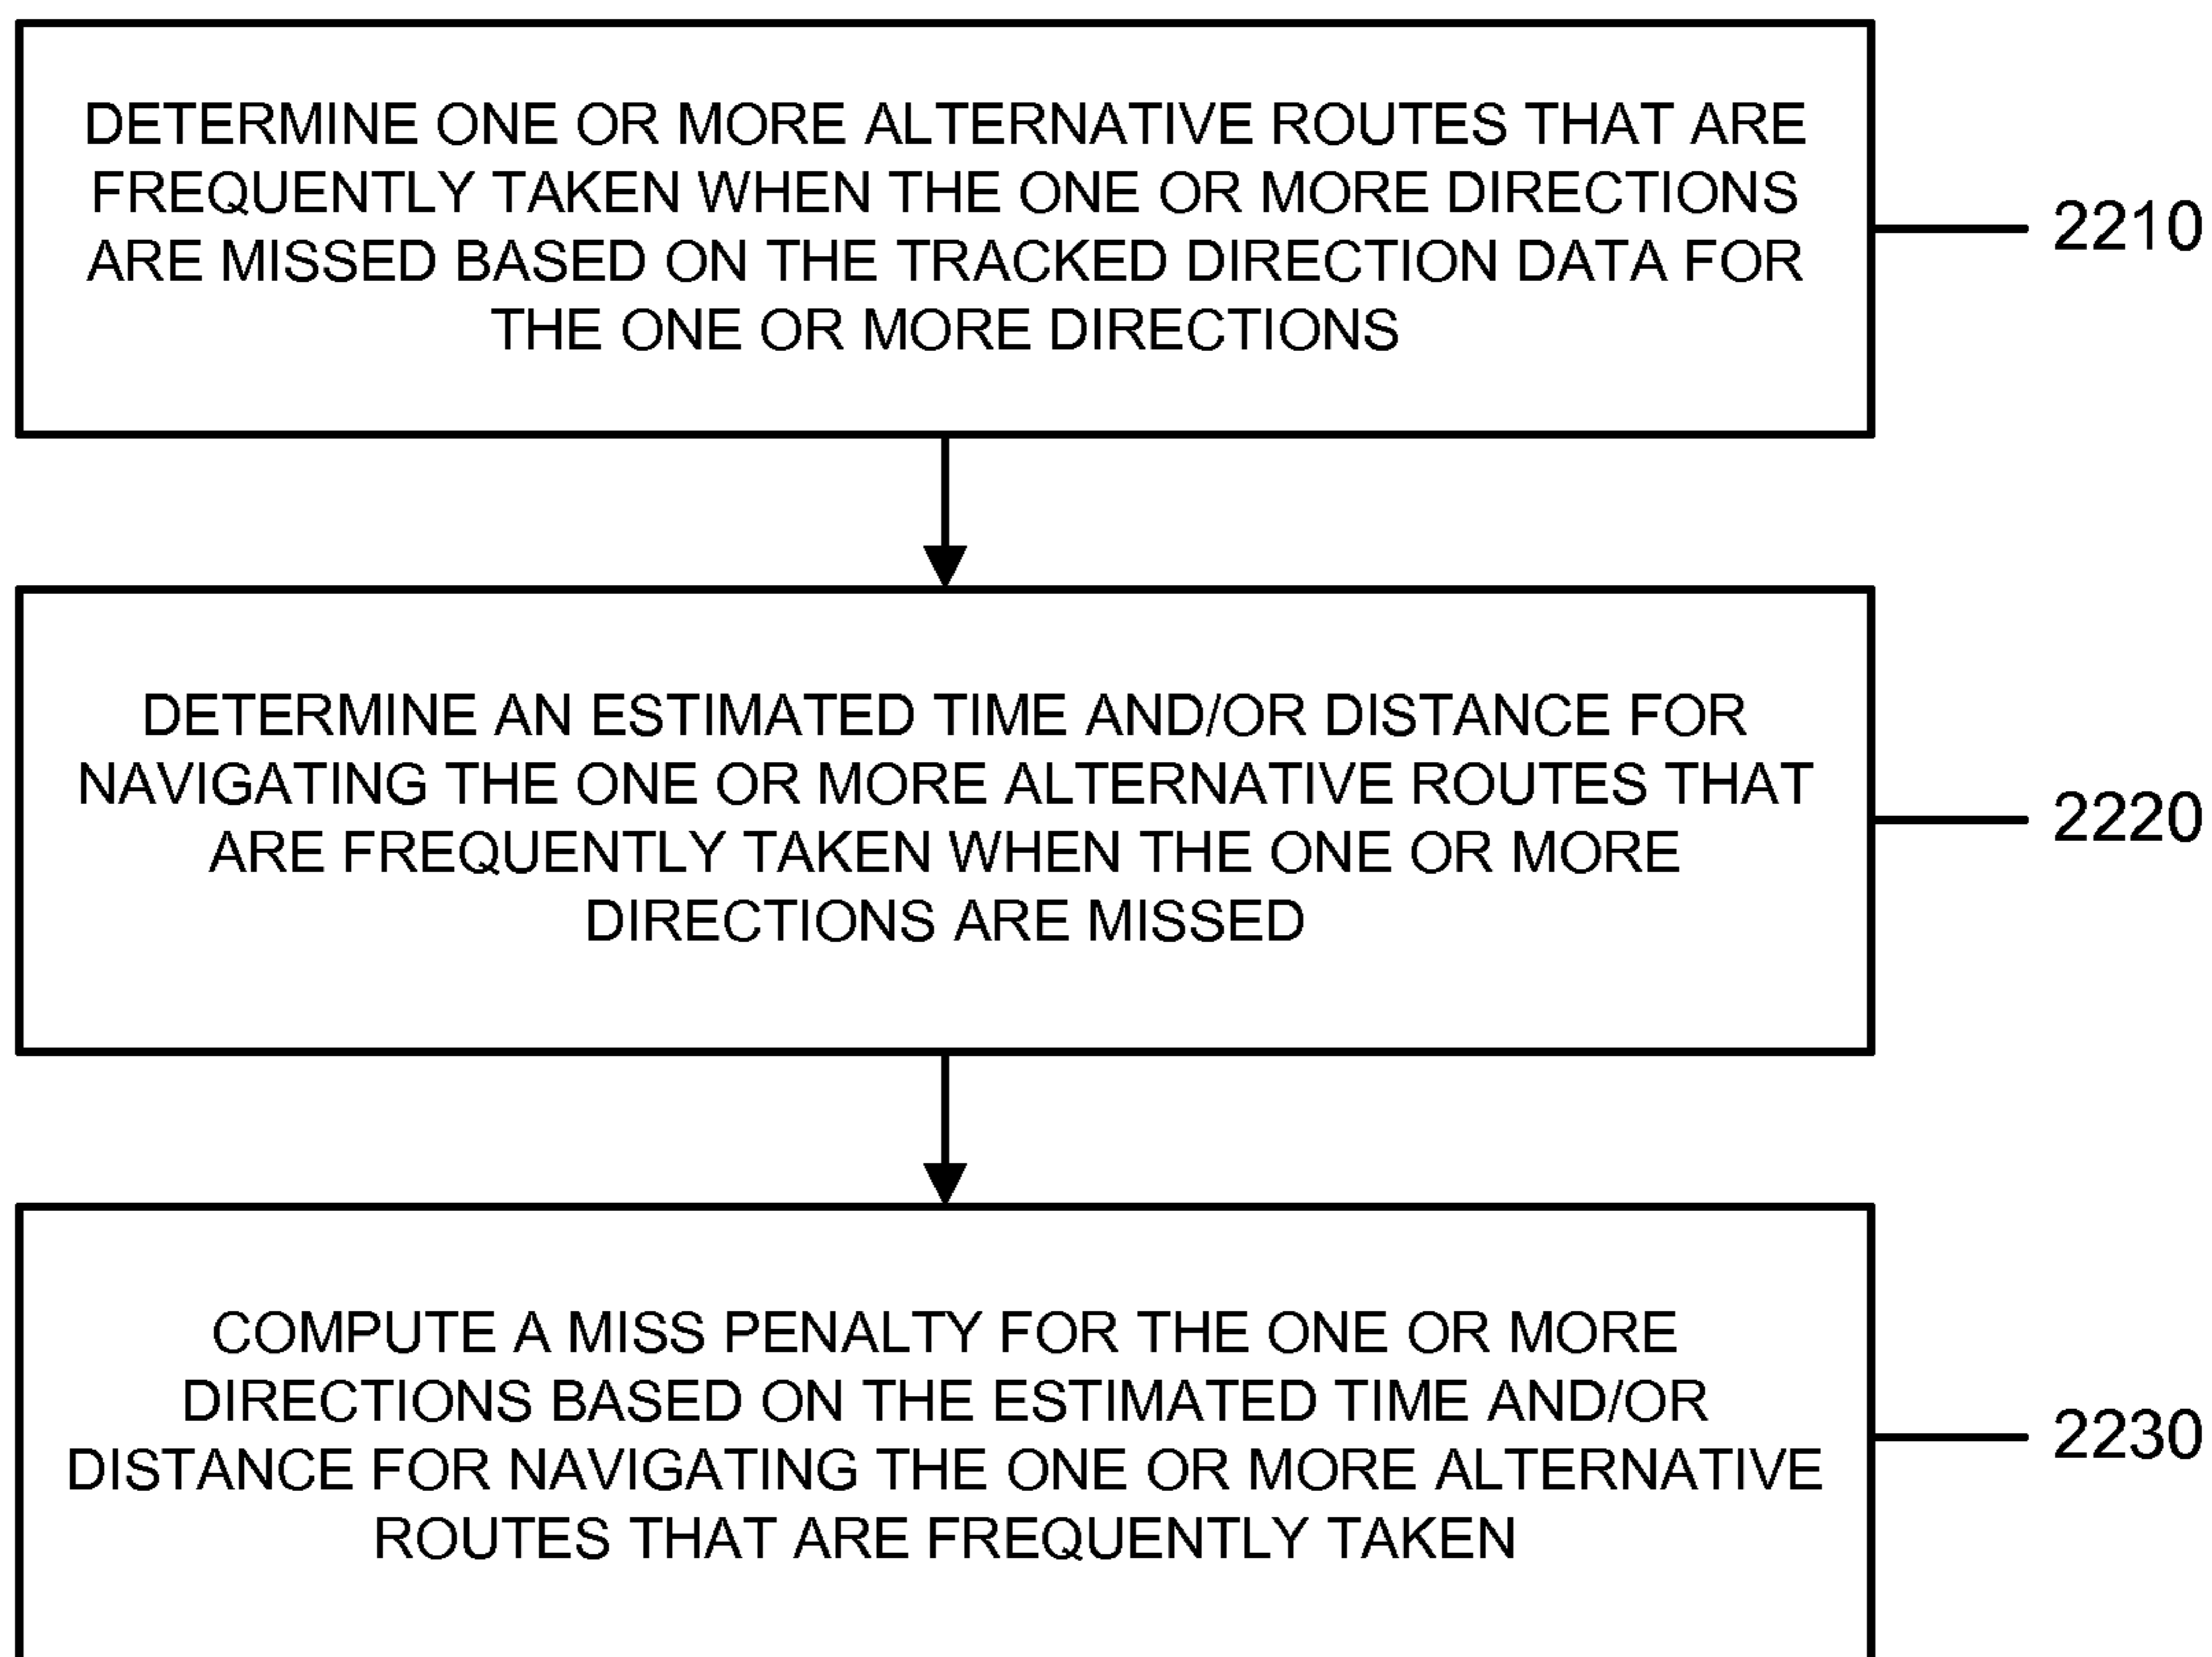 DETERMINE ONE OR MORE ALTERNATIVE ROUTES THAT ARE
FREQUENTLY TAKEN WHEN THE ONE OR MORE DIRECTIONS
ARE MISSED BASED ON THE TRACKED DIRECTION DATA FOR
THE ONE OR MORE DIRECTIONS
2210
DETERMINE AN ESTIMATED TIME AND/OR DISTANCE FOR
NAVIGATING THE ONE OR MORE ALTERNATIVE ROUTES THAT
ARE FREQUENTLY TAKEN WHEN THE ONE OR MORE
DIRECTIONS ARE MISSED
2220
COMPUTE A MISS PENALTY FOR THE ONE OR MORE
DIRECTIONS BASED ON THE ESTIMATED TIME AND/OR
DISTANCE FOR NAVIGATING THE ONE OR MORE ALTERNATIVE
ROUTES THAT ARE FREQUENTLY TAKEN
2230